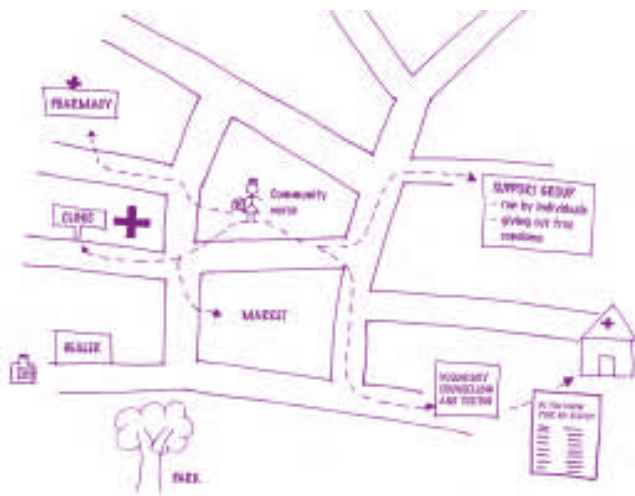 PHARMACY
Community
nurse
SUPPORT GROUP
- run by individuals
- giving out free
condoms
CLINIC
MARKET
HEALER
VOLUNTARY
COUNSELLING
AND TESTING
PARK